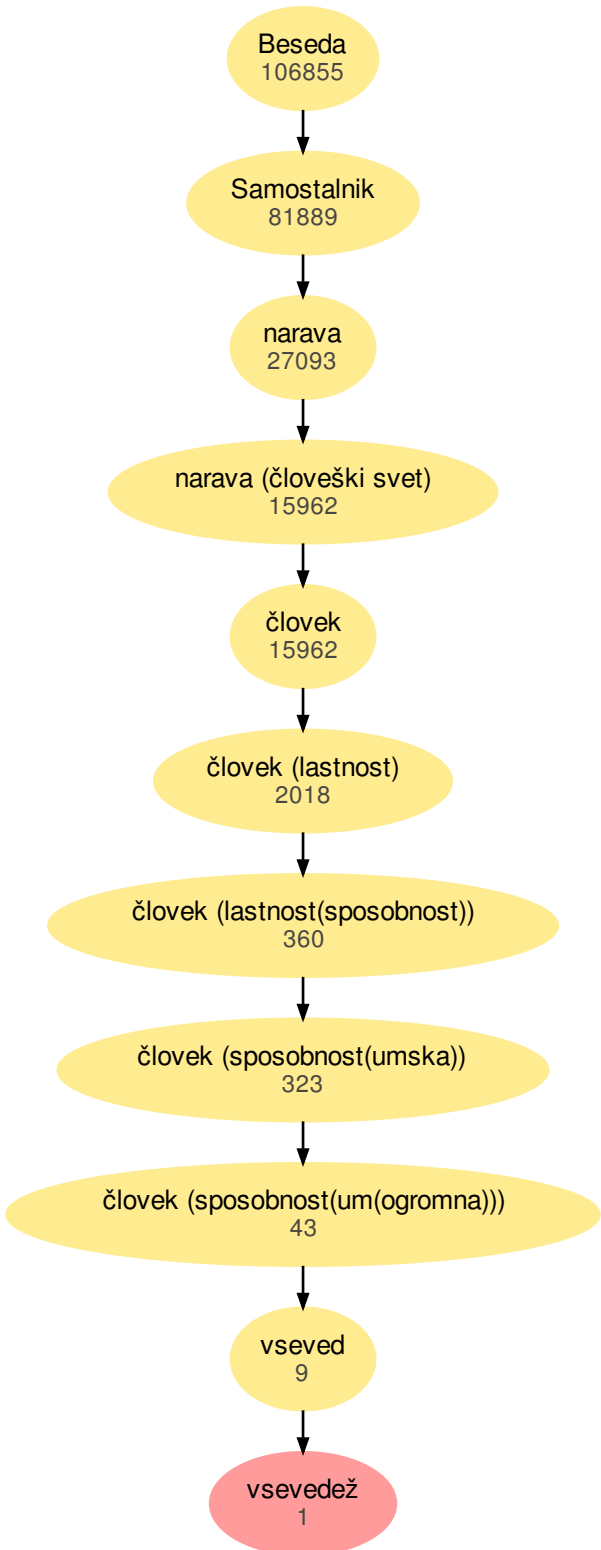 Beseda
106855
Samostalnik
81889
narava
27093
narava (človeški svet)
15962
človek
15962
človek (lastnost)
2018
človek (lastnost(sposobnost))
360
človek (sposobnost(umska))
323
človek (sposobnost(um(ogromna)))
43
vseved
9
vsevedež
1